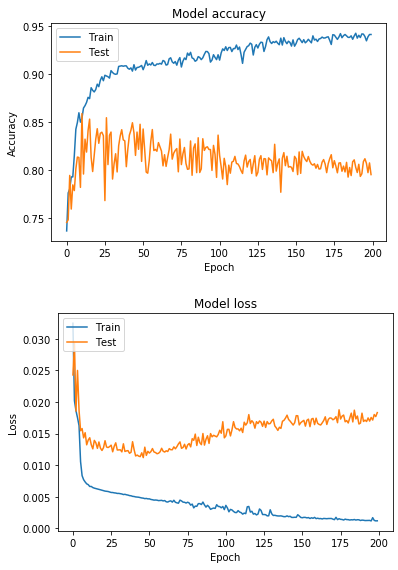 Model accuracy
Train
Test
0.95
0.90
0.85
0.80
0.75
Accuracy
0 25 50 75 100 125 150 175 200
Epoch
Model loss
Train
Test
0.030
0.025
0.020
0.015
0.010
0.005
0.000
Loss
0 25 50 75 100 125 150 175 200
Epoch